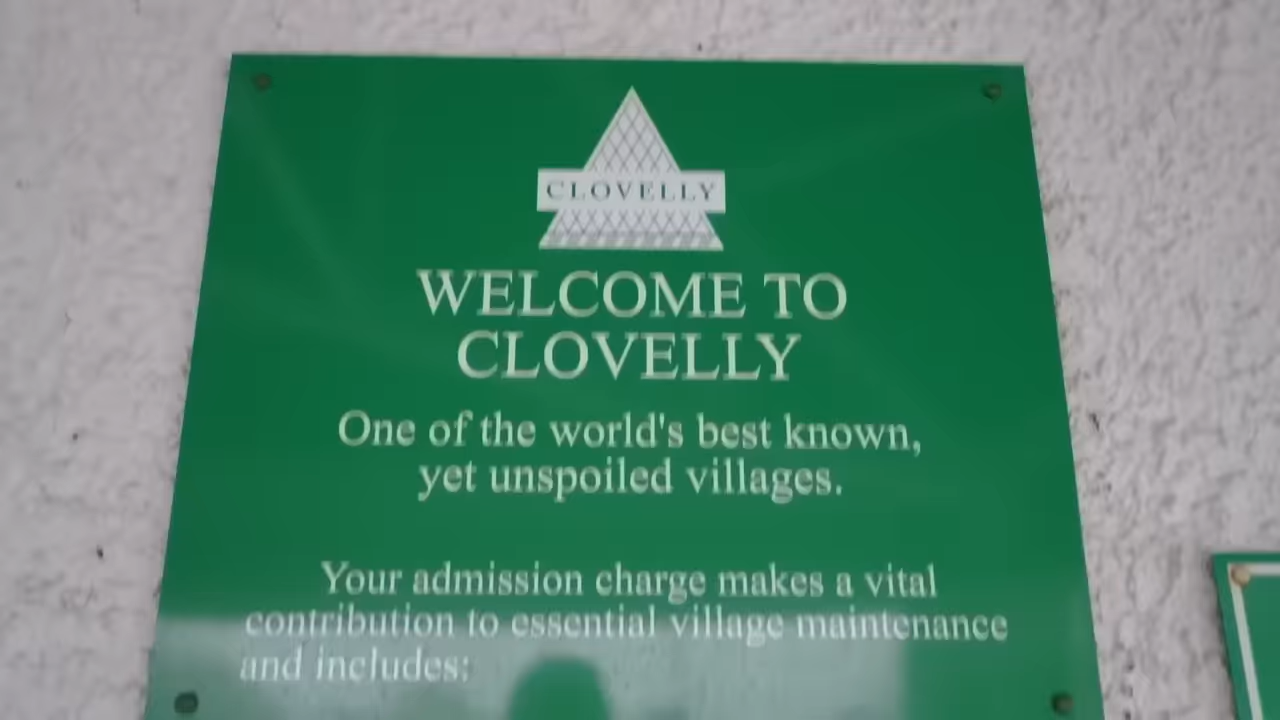 CLOVELLY
WELCOME TO
CLOVELLY
One of the world's best known,
yet unspoiled villages.
Your admission charge makes a vital
contribution to essential village maintenance
and includes: